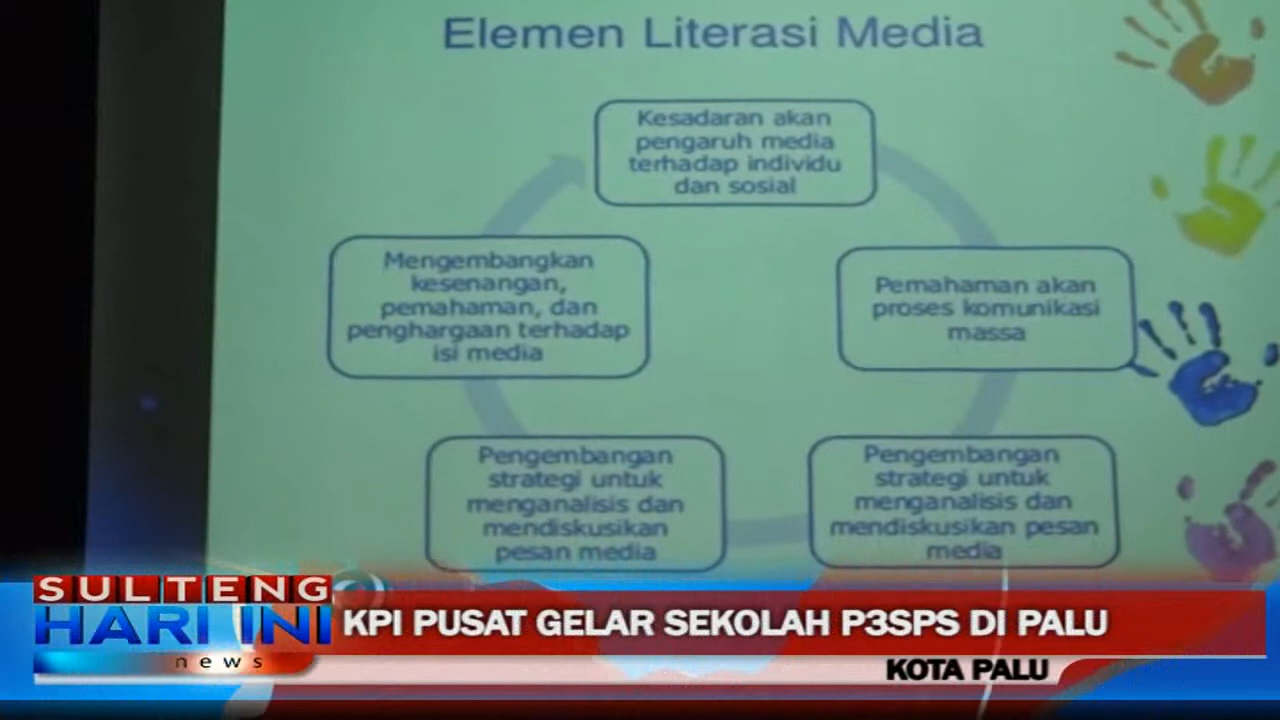 Elemen Literasi Media
Kesadaran akan
pengaruh media
terhadap individu
dan sosial
Pemahaman akan
proses komunikasi
massa
Pengembangan
strategi untuk
menganalisis dan
mendiskusikan pesan
media
Pengembangan
strategi untuk
menganalisis dan
mendiskusikan
pesan media
Mengembangkan
kesenangan,
pemahaman, dan
penghargaan terhadap
isi media
SULTENG
HARI INI
news
KPI PUSAT GELAR SEKOLAH P3SPS DI PALU
KOTA PALU